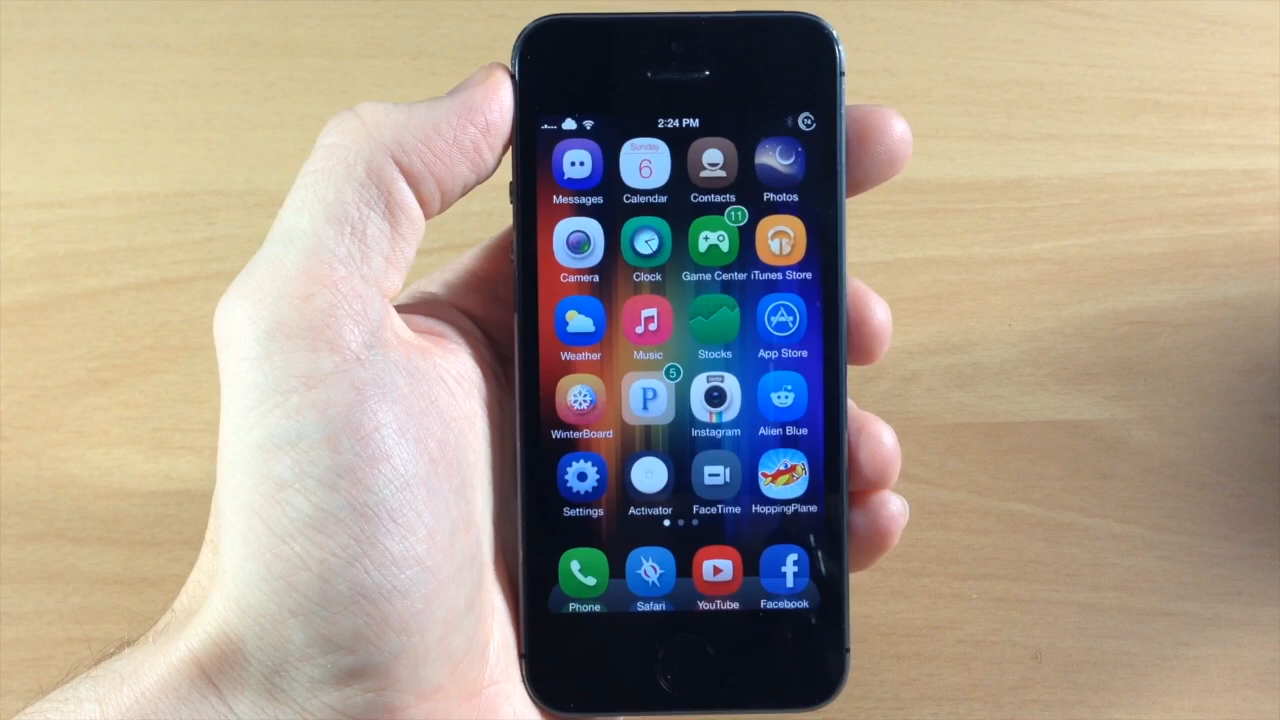 2:24 PM
74
Sunday
6
Messages
Calendar
Contacts
Photos
11
Camera
Clock
Game Center
iTunes Store
Weather
Music
Stocks
App Store
5
P
WinterBoard
Instagram
Alien Blue
Settings
Activator
FaceTime
HoppingPlane
f
Phone
Safari
YouTube
Facebook